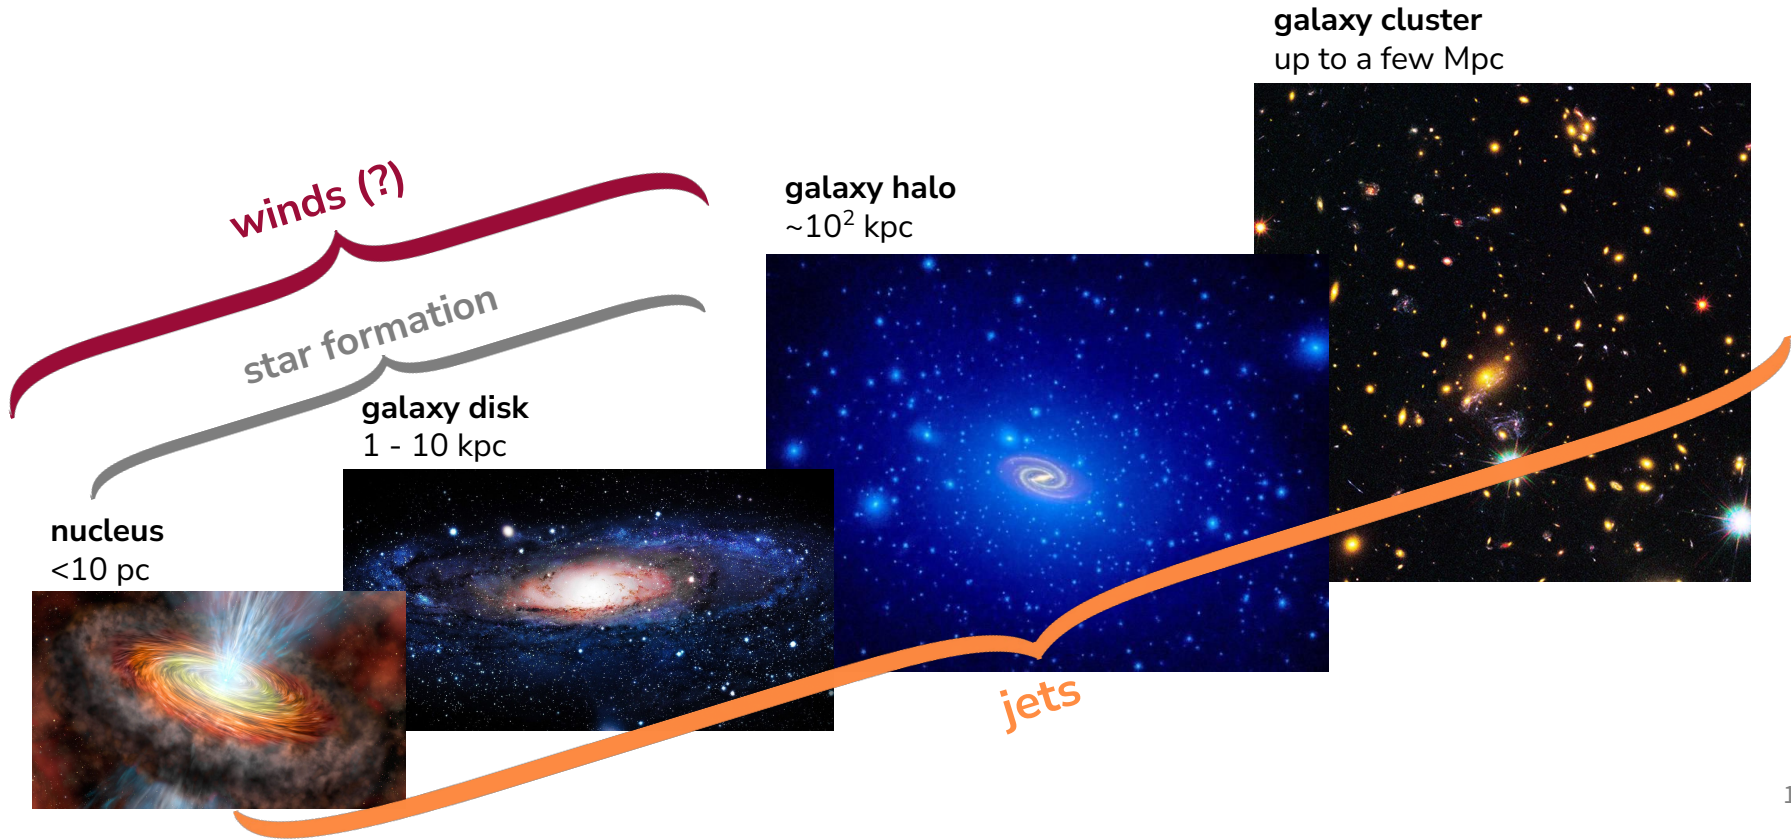 galaxy cluster
up to a few Mpc
winds (?)
galaxy halo
~10² kpc
star formation
galaxy disk
1 - 10 kpc
nucleus
<10 pc
jets
1